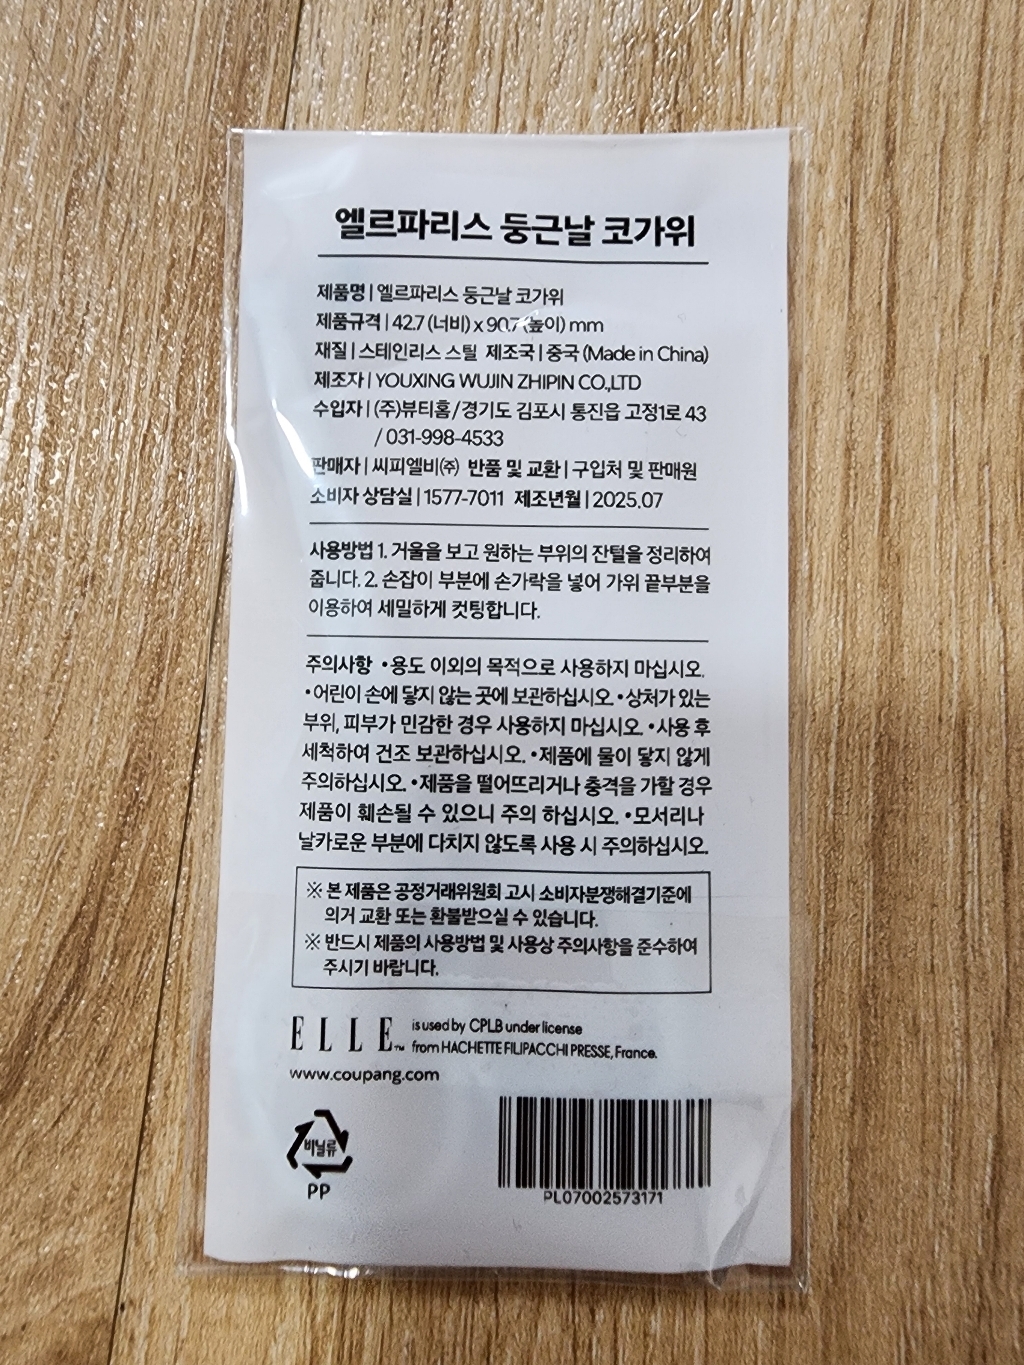 엘르파리스 둥근날 코가위
제품명 | 엘르파리스 둥근날 코가위
제품규격 | 42.7 (너비) x 90.7 (높이) mm
재질 | 스테인리스 스틸 제조국 | 중국 (Made in China)
제조자 | YOUXING WUJIN ZHIPIN CO.,LTD
수입자 | (주)뷰티홈 / 경기도 김포시 통진읍 고정1로 43
/ 031-998-4533
판매자 | 씨피엘비㈜ 반품 및 교환 | 구입처 및 판매원
소비자 상담실 | 1577-7011 제조년월 | 2025.07
사용방법 1. 거울을 보고 원하는 부위의 잔털을 정리하여
줍니다. 2. 손잡이 부분에 손가락을 넣어 가위 끝부분을
이용하여 세밀하게 컷팅합니다.
주의사항 •용도 이외의 목적으로 사용하지 마십시오.
•어린이 손에 닿지 않는 곳에 보관하십시오. •상처가 있는
부위, 피부가 민감한 경우 사용하지 마십시오. •사용 후
세척하여 건조 보관하십시오. •제품에 물이 닿지 않게
주의하십시오. •제품을 떨어뜨리거나 충격을 가할 경우
제품이 훼손될 수 있으니 주의 하십시오. •모서리나
날카로운 부분에 다치지 않도록 사용 시 주의하십시오.
※ 본 제품은 공정거래위원회 고시 소비자분쟁해결기준에
의거 교환 또는 환불받으실 수 있습니다.
※ 반드시 제품의 사용방법 및 사용상 주의사항을 준수하여
주시기 바랍니다.
ELLE™ is used by CPLB under license
from HACHETTE FILIPACCHI PRESSE, France.
www.coupang.com
비닐류
PP
PL07002573171